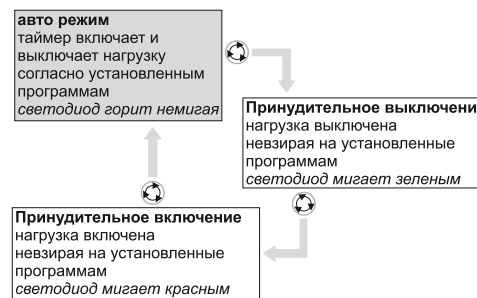 авто режим
таймер включает и
выключает нагрузку
согласно установленным
программам
светодиод горит немигая
Принудительное выключени
нагрузка выключена
невзирая на установленные
программам
светодиод мигает зеленым
Принудительное включение
нагрузка включена
невзирая на установленные
программам
светодиод мигает красным